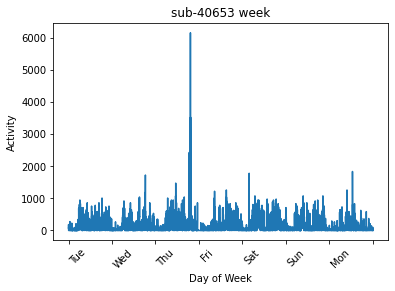 sub-40653 week
Activity
6000
5000
4000
3000
2000
1000
0
Tue
Wed
Thu
Fri
Sat
Sun
Mon
Day of Week